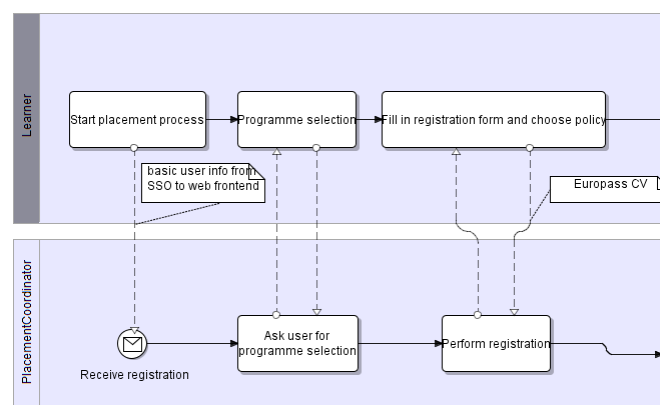 Learner
Start placement process
Programme selection
Fill in registration form and choose policy
basic user info from
SSO to web frontend
Europass CV
PlacementCoordinator
Ask user for
programme selection
Perform registration
Receive registration